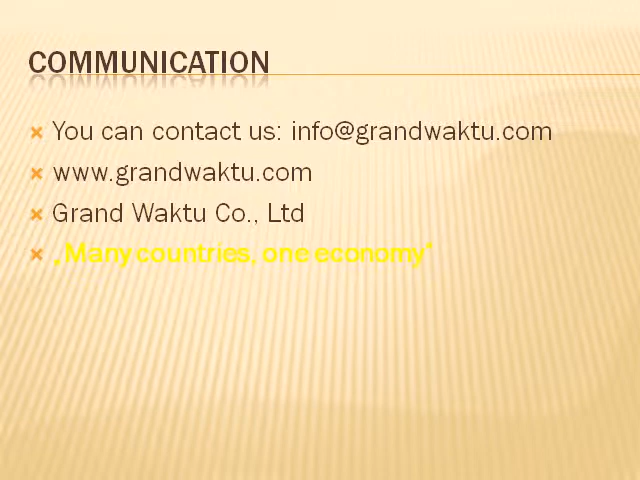 COMMUNICATION
You can contact us: info@grandwaktu.com
www.grandwaktu.com
Grand Waktu Co., Ltd
„Many countries, one economy“